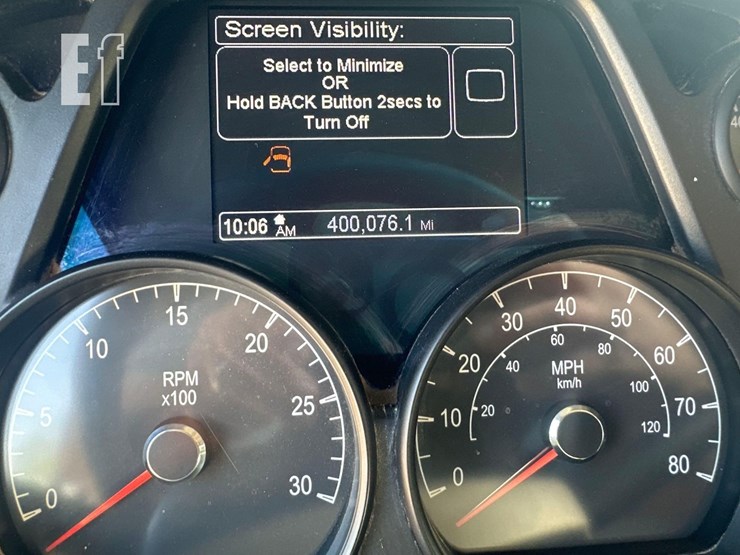 Ef
Screen Visibility:
Select to Minimize
OR
Hold BACK Button 2secs to
Turn Off
10:06 AM 400,076.1 MI
0 5 10 15 20 25 30
RPM
x100
0 10 20 30 40 50 60 70 80
20 40 60 80 100 120
MPH
km/h
40